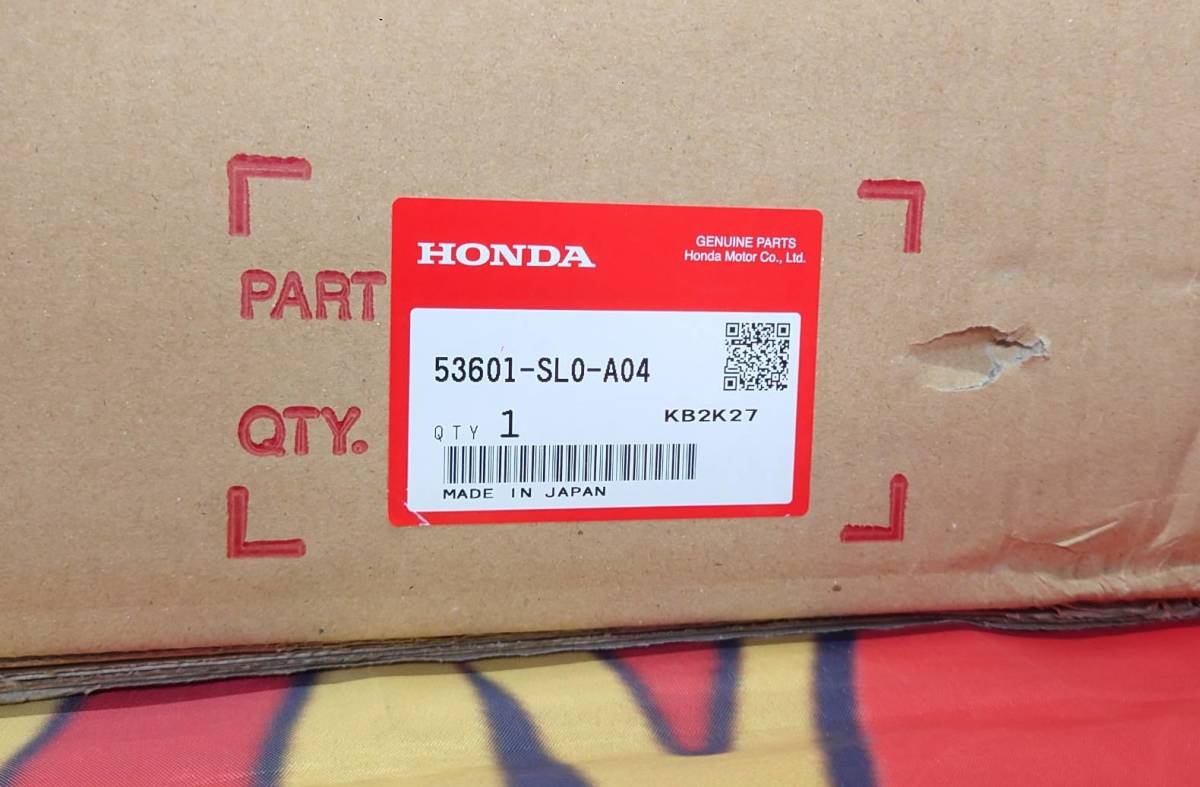 PART
QTY.
HONDA
GENUINE PARTS
Honda Motor Co., Ltd.
53601-SL0-A04
QTY 1
KB2K27
MADE IN JAPAN